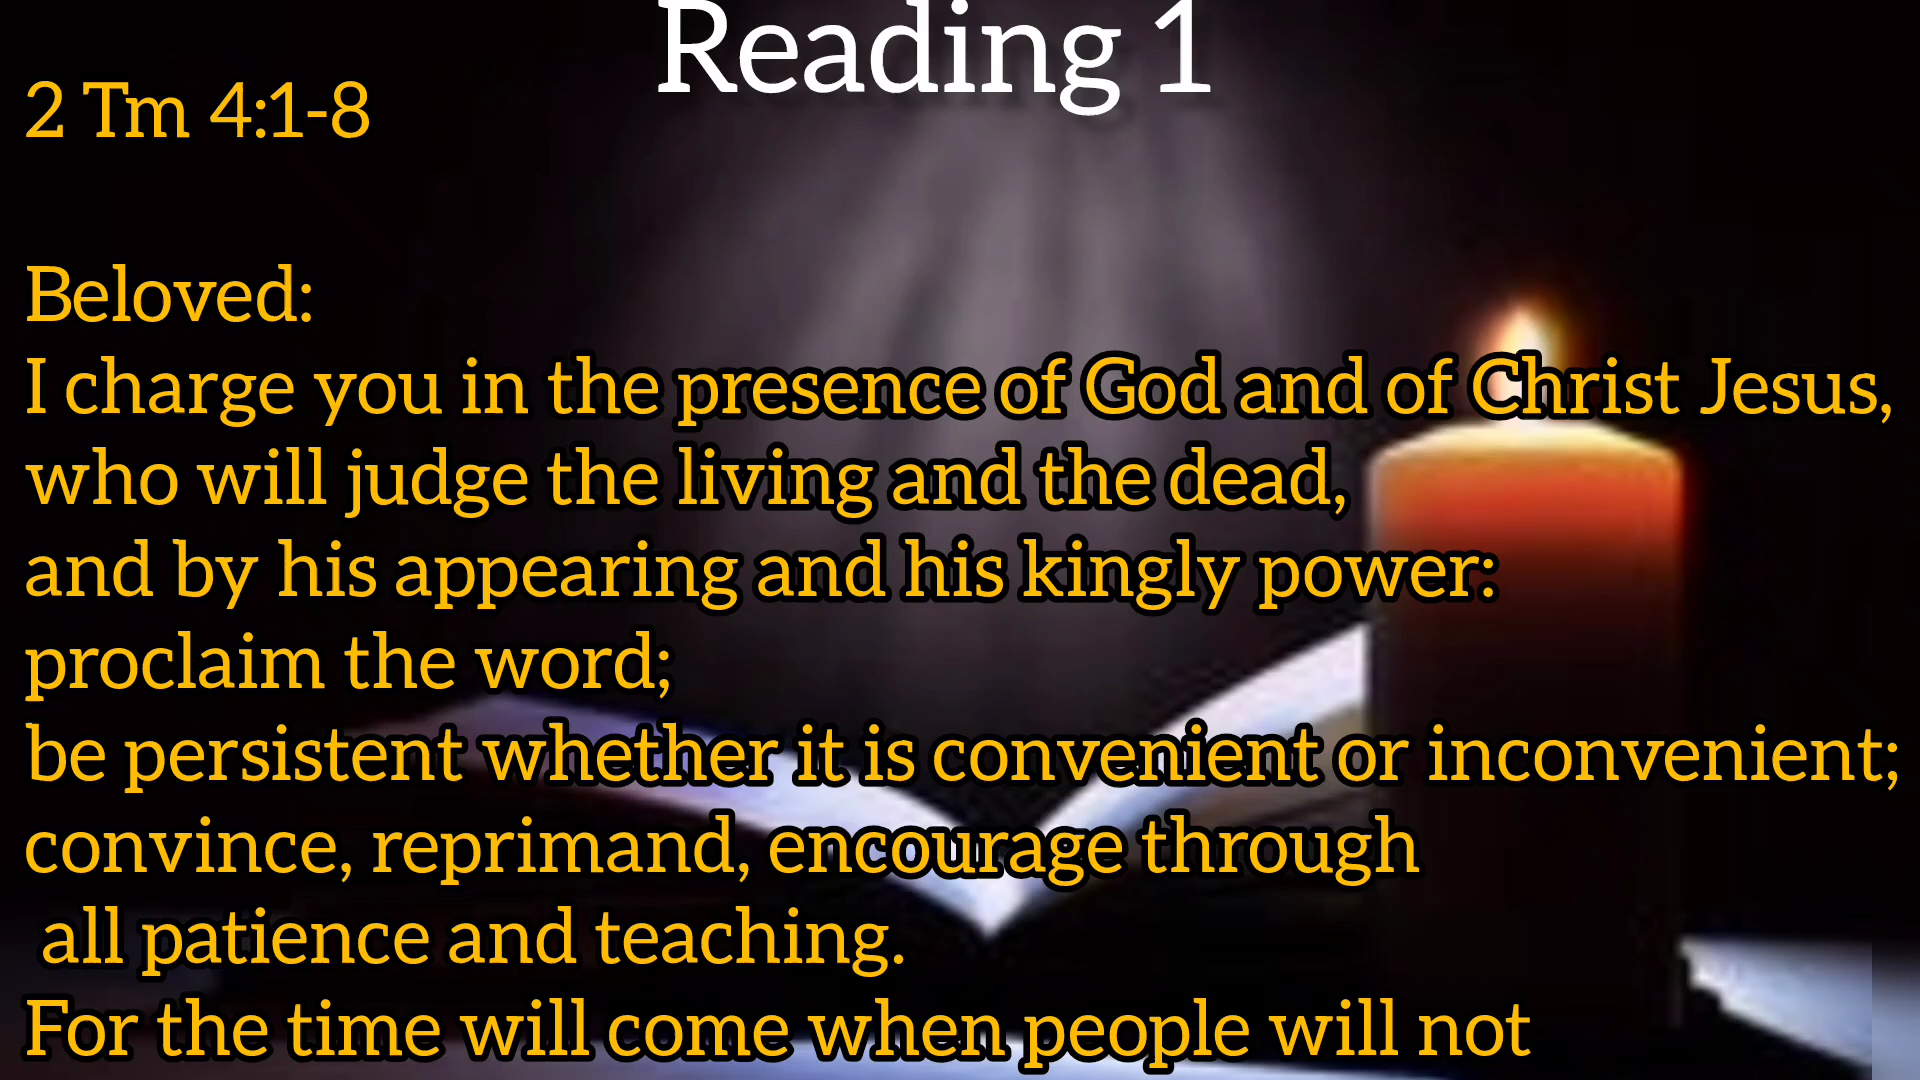 Reading 1
2 Tm 4:1-8
Beloved:
I charge you in the presence of God and of Christ Jesus,
who will judge the living and the dead,
and by his appearing and his kingly power:
proclaim the word;
be persistent whether it is convenient or inconvenient;
convince, reprimand, encourage through
all patience and teaching.
For the time will come when people will not